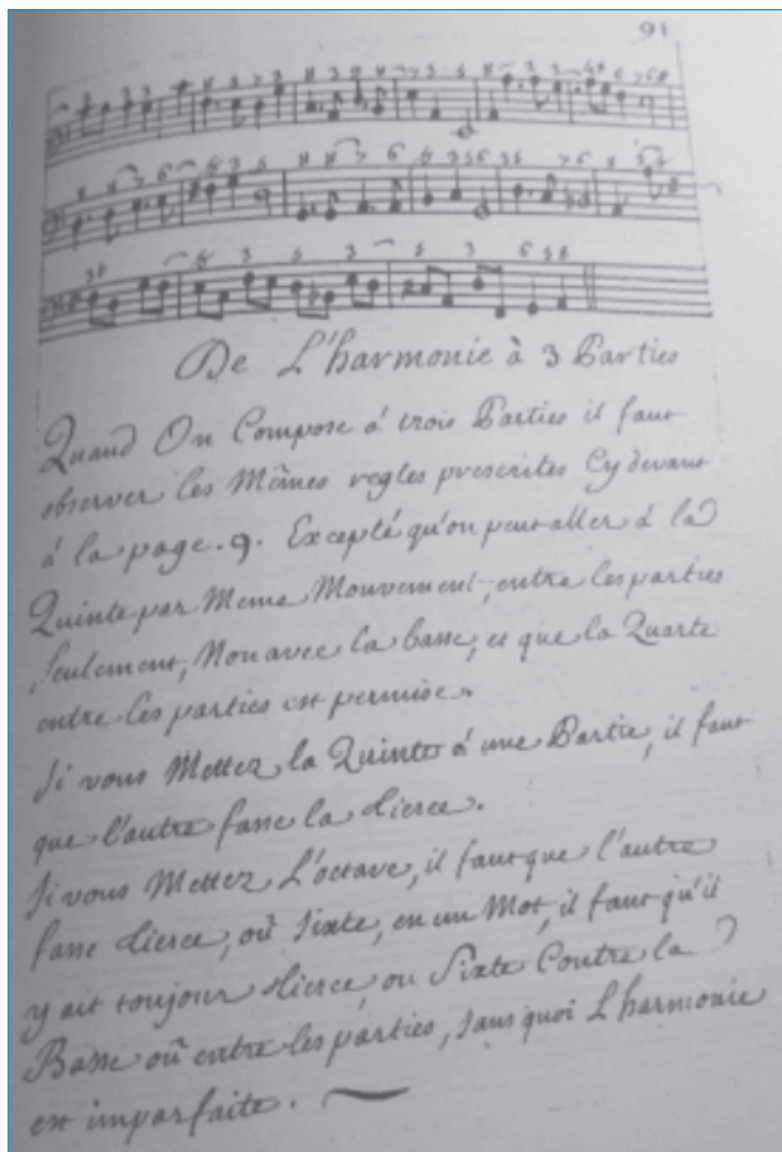 91
De L'harmonie à 3 Parties
Quand On Compose á trois Parties il faut
observer les Mêmes regles prescrites Cy devant
á la page. 9. Excepté qu'on peut aller á la
Quinte par Meme Mouvement, entre les parties
seulement, Non avec la basse, et que la Quarte
entre les parties est permise.
Si vous Mettez la Quinte á une Partie, il faut
que l'autre fasse la tierce.
Si vous Mettez L'octave, il faut que l'autre
fasse tierce, où Sixte, en un Mot, il faut qu'il
y ait toujour tierce, ou Sixte Contre la
Basse où entre les parties, sans quoi L'harmonie
est imparfaite.